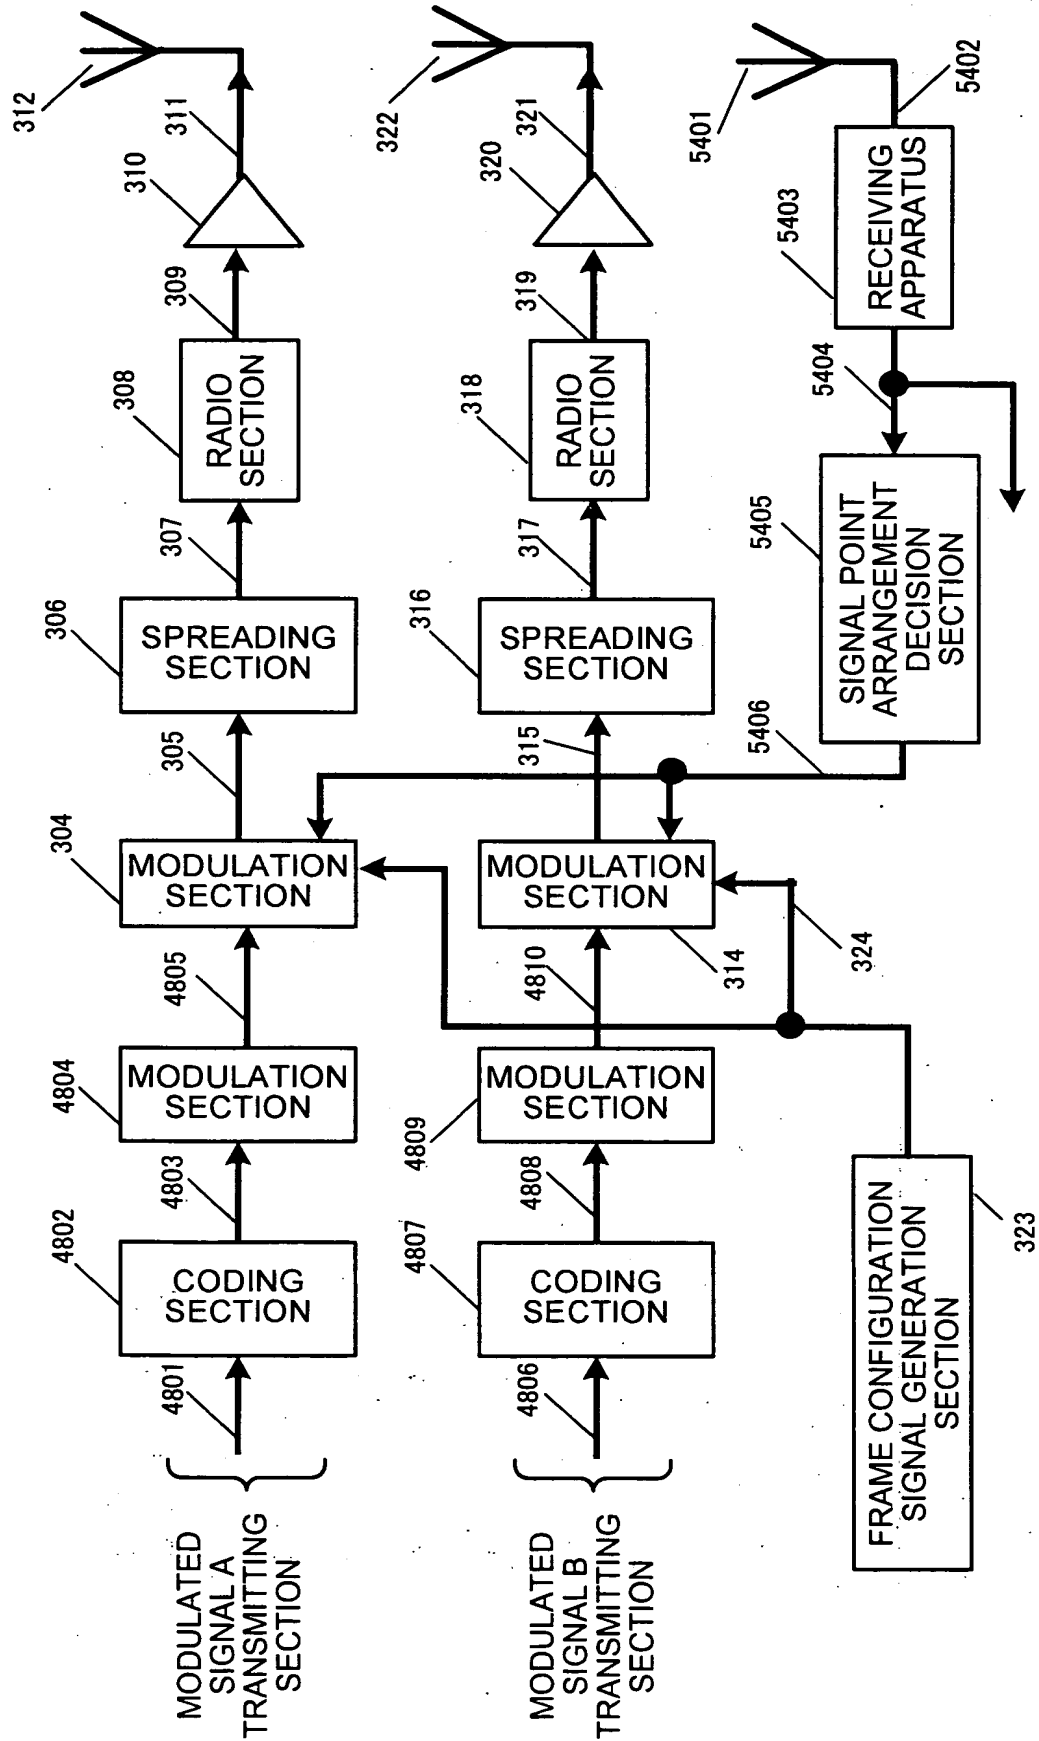 MODULATED
SIGNAL A
TRANSMITTING
SECTION
4801
CODING
SECTION
4802
4803
MODULATION
SECTION
4804
4805
MODULATION
SECTION
304
305
SPREADING
SECTION
306
307
RADIO
SECTION
308
309
310
311
312
MODULATED
SIGNAL B
TRANSMITTING
SECTION
4806
CODING
SECTION
4807
4808
MODULATION
SECTION
4809
4810
MODULATION
SECTION
314
315
SPREADING
SECTION
316
317
RADIO
SECTION
318
319
320
321
322
FRAME CONFIGURATION
SIGNAL GENERATION
SECTION
323
324
5406
SIGNAL POINT
ARRANGEMENT
DECISION
SECTION
5405
5404
RECEIVING
APPARATUS
5403
5402
5401